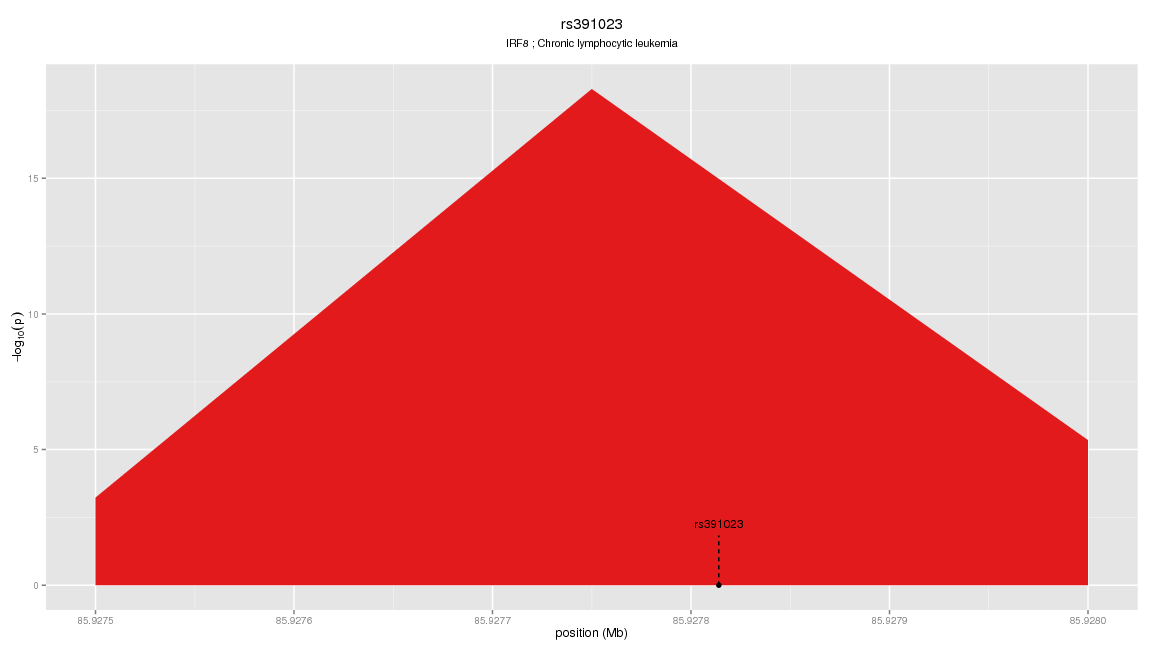 rs391023
IRF8 ; Chronic lymphocytic leukemia
−log10(p)
15
10
5
0
rs391023
85.9275 85.9276 85.9277 85.9278 85.9279 85.9280
position (Mb)